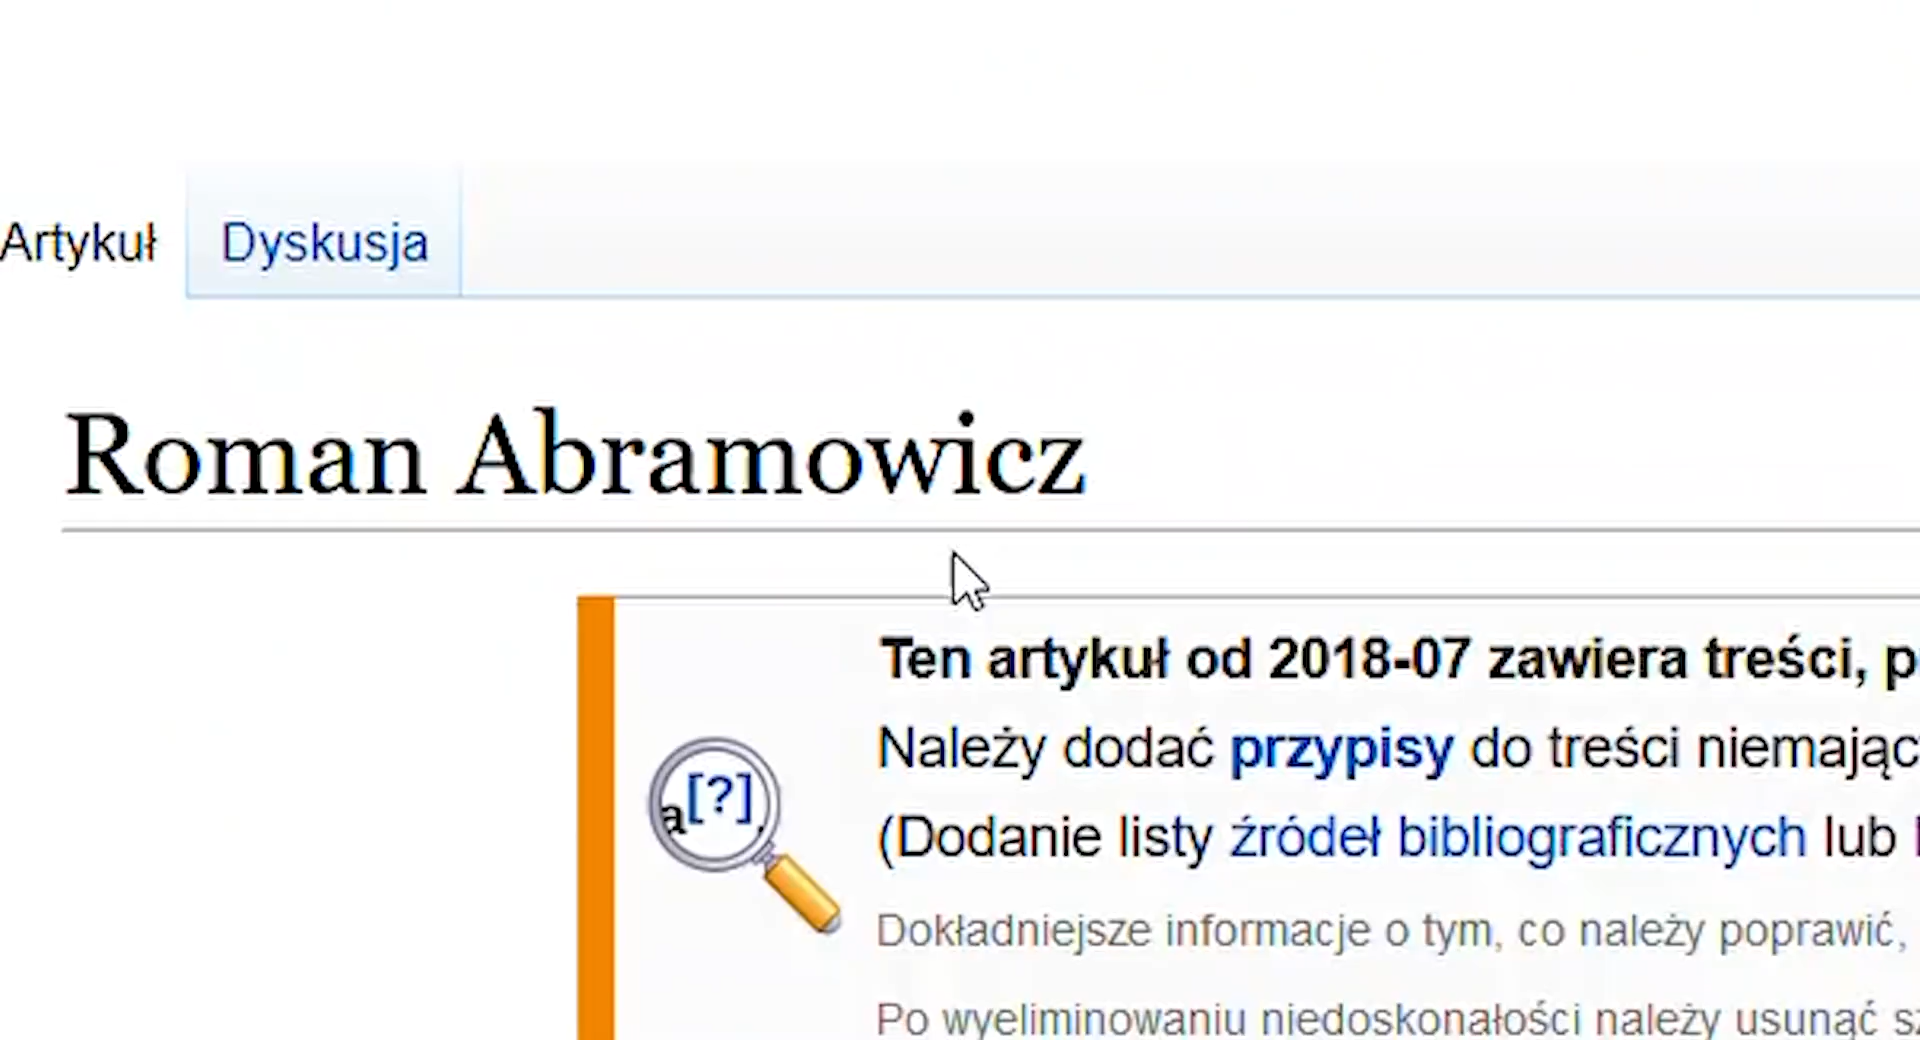 Artykuł Dyskusja
Roman Abramowicz
Ten artykuł od 2018-07 zawiera treści,
Należy dodać przypisy do treści
a[?].
(Dodanie listy źródeł bibliograficznych lub
Dokładniejsze informacje o tym, co należy poprawić,
Po wyeliminowaniu niedoskonałości należy usunąć